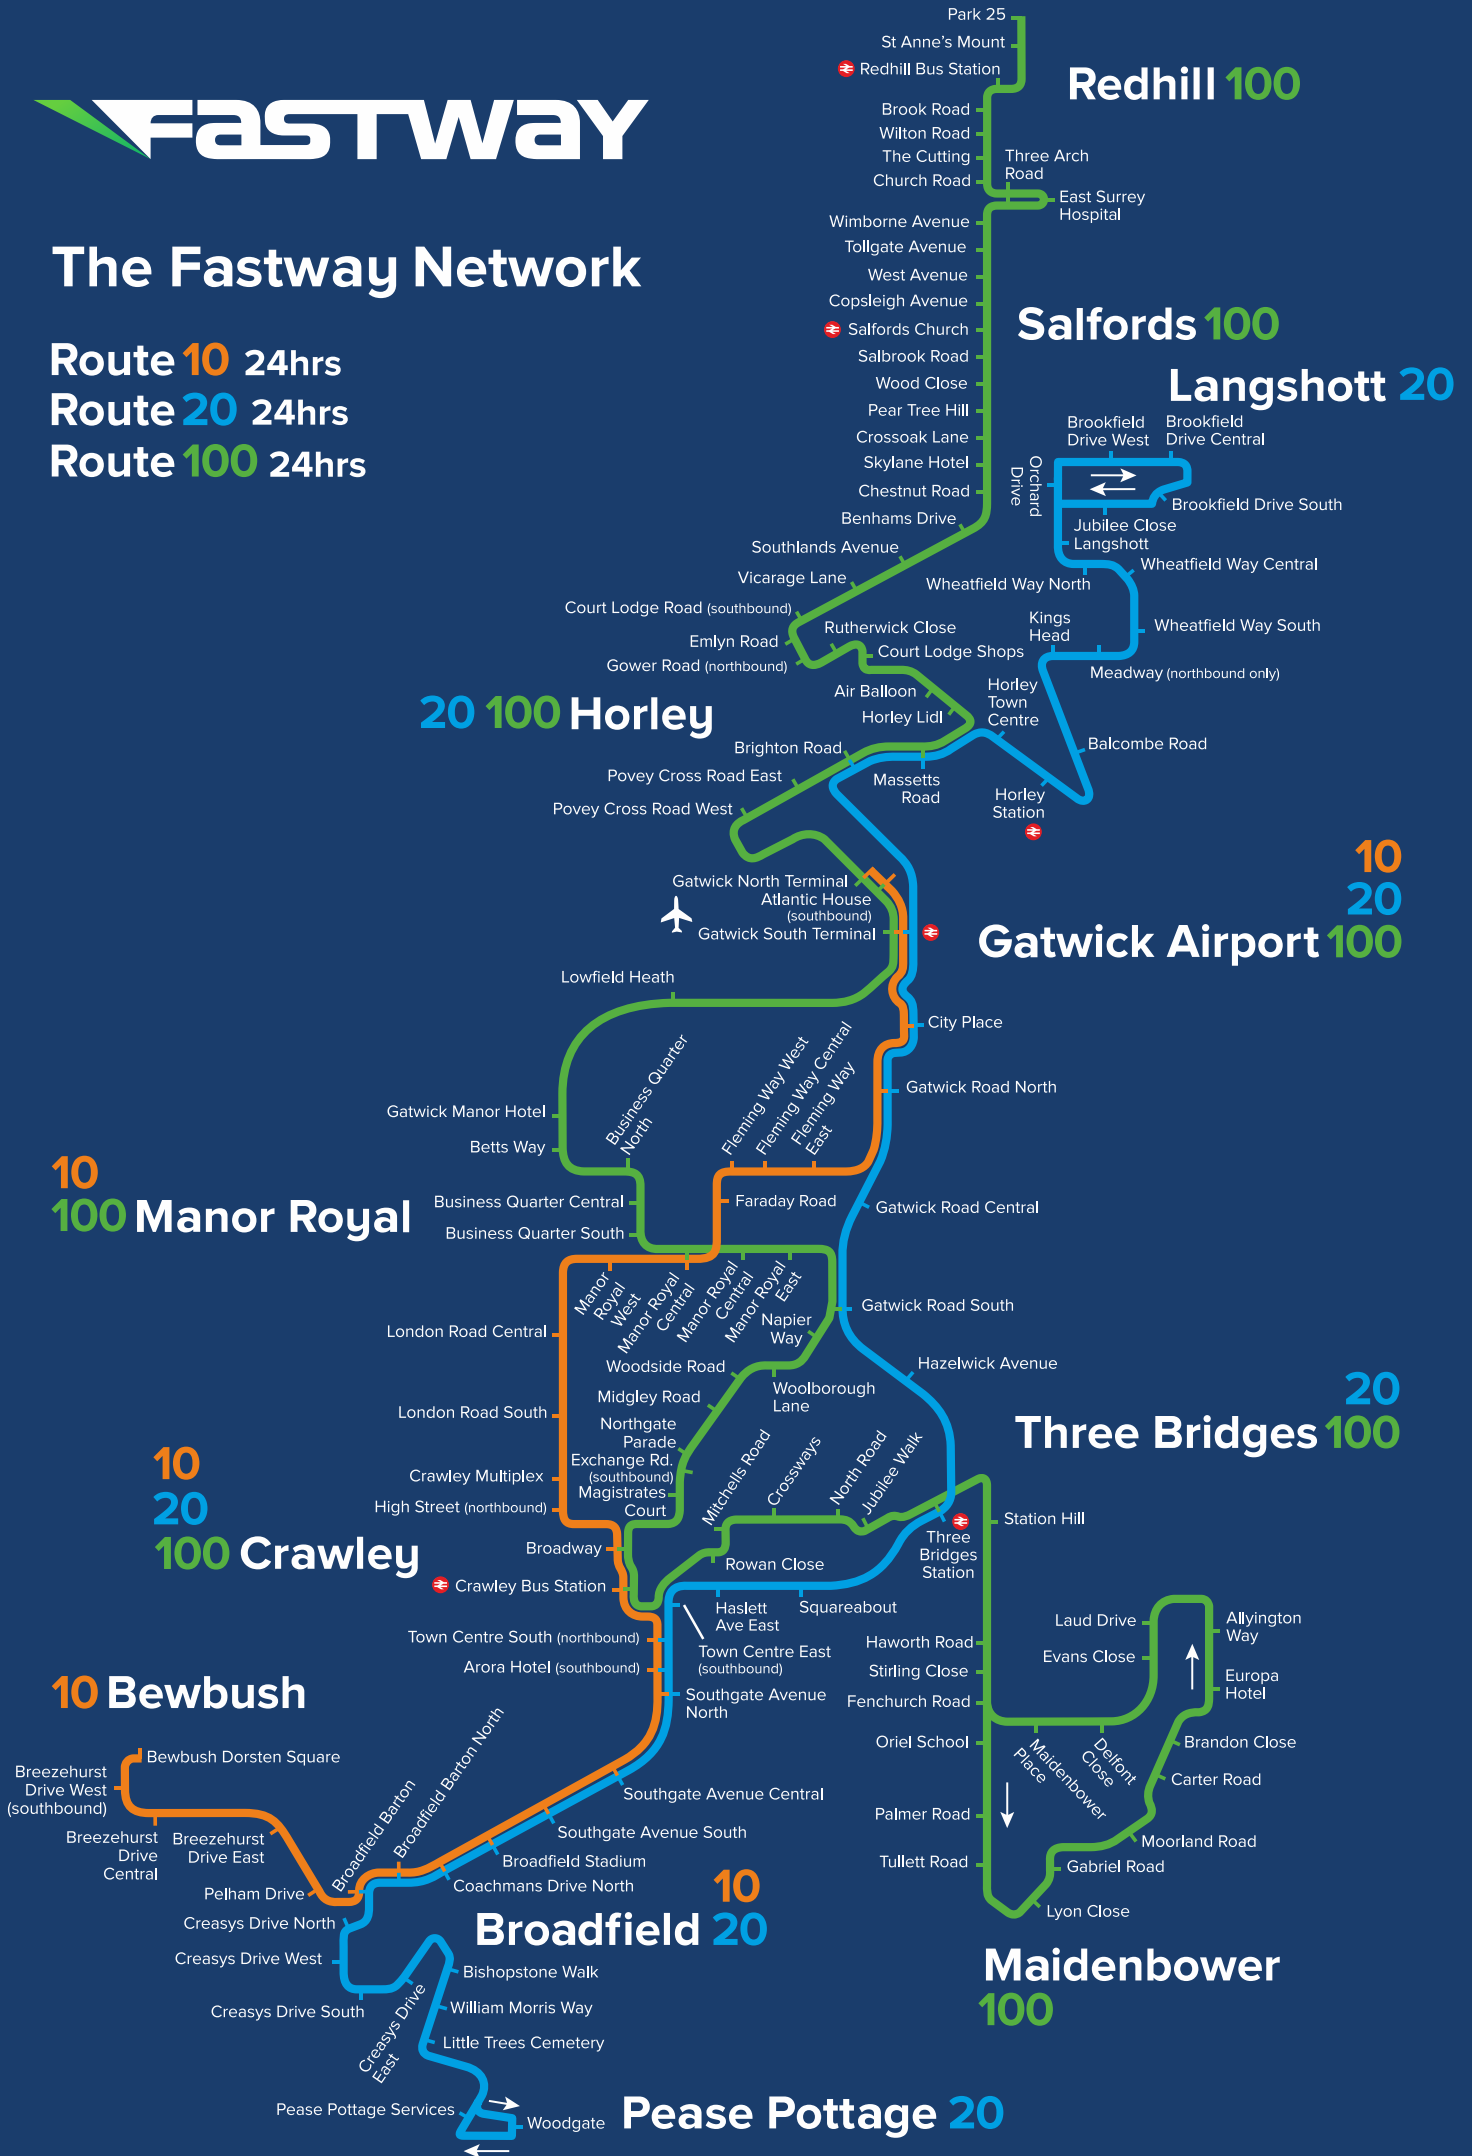 FASTWAY
The Fastway Network
Route 10 24hrs
Route 20 24hrs
Route 100 24hrs
Park 25
St Anne's Mount
Redhill Bus Station
Redhill 100
Brook Road
Wilton Road
The Cutting
Church Road
Three Arch
Road
East Surrey
Hospital
Wimborne Avenue
Tollgate Avenue
West Avenue
Copsleigh Avenue
Salfords Church
Salfords 100
Salbrook Road
Wood Close
Pear Tree Hill
Crossoak Lane
Skylane Hotel
Chestnut Road
Benhams Drive
Southlands Avenue
Vicarage Lane
Court Lodge Road (southbound)
Emlyn Road
Gower Road (northbound)
Rutherwick Close
Court Lodge Shops
Air Balloon
Horley Lidl
Langshott 20
Brookfield
Drive West
Brookfield
Drive Central
Orchard
Drive
Brookfield Drive South
Jubilee Close
Langshott
Wheatfield Way Central
Wheatfield Way North
Wheatfield Way South
Kings
Head
Meadway (northbound only)
Horley
Town
Centre
Balcombe Road
Horley
Station
20 100 Horley
Brighton Road
Massetts
Road
Povey Cross Road East
Povey Cross Road West
10
20
Gatwick Airport 100
Gatwick North Terminal
Atlantic House
(southbound)
Gatwick South Terminal
Lowfield Heath
City Place
Gatwick Road North
Business Quarter
North
Fleming Way West
Fleming Way Central
Fleming Way
East
Gatwick Manor Hotel
Betts Way
10
100 Manor Royal
Business Quarter Central
Business Quarter South
Faraday Road
Gatwick Road Central
Manor
Royal
West
Manor Royal
Central
Manor Royal
Central
Manor Royal
East
Napier
Way
Gatwick Road South
London Road Central
Hazelwick Avenue
Woodside Road
Woolborough
Lane
Midgley Road
London Road South
Northgate
Parade
Exchange Rd.
(southbound)
Magistrates
Court
20
Three Bridges 100
Crawley Multiplex
High Street (northbound)
10
20
100 Crawley
Mitchells Road
Crossways
North Road
Jubilee Walk
Broadway
Crawley Bus Station
Rowan Close
Three
Bridges
Station
Station Hill
Haslett
Ave East
Squareabout
Town Centre South (northbound)
Arora Hotel (southbound)
Town Centre East
(southbound)
Southgate Avenue
North
Haworth Road
Stirling Close
Fenchurch Road
Oriel School
Palmer Road
Tullett Road
Laud Drive
Evans Close
Allyington
Way
Europa
Hotel
Maidenbower
Place
Delfont
Close
Brandon Close
Carter Road
Moorland Road
Gabriel Road
Lyon Close
Maidenbower
100
10 Bewbush
Bewbush Dorsten Square
Breezehurst
Drive West
(southbound)
Breezehurst
Drive
Central
Breezehurst
Drive East
Pelham Drive
Broadfield Barton
Broadfield Barton North
Southgate Avenue Central
Southgate Avenue South
Broadfield Stadium
Coachmans Drive North
10
Broadfield 20
Creasys Drive North
Creasys Drive West
Creasys Drive South
Creasys Drive
East
Bishopstone Walk
William Morris Way
Little Trees Cemetery
Pease Pottage Services
Woodgate
Pease Pottage 20